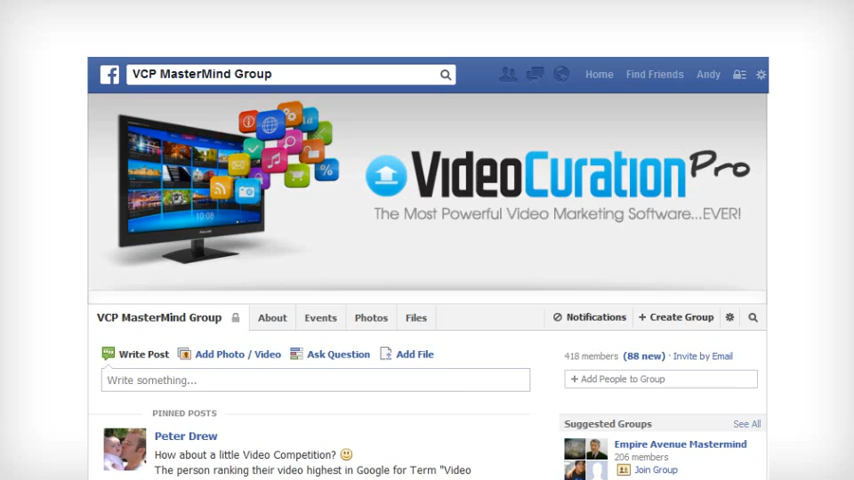 VCP MasterMind Group
Home Find Friends Andy
VideoCuration Pro
The Most Powerful Video Marketing Software...EVER!
10:08
PHILIPS
VCP MasterMind Group About Events Photos Files Notifications + Create Group
Write Post Add Photo / Video Ask Question Add File
418 members (88 new) · Invite by Email
Write something...
+ Add People to Group
PINNED POSTS
Suggested Groups See All
Peter Drew
Empire Avenue Mastermind
How about a little Video Competition?
206 members
The person ranking their video highest in Google for Term "Video
Join Group